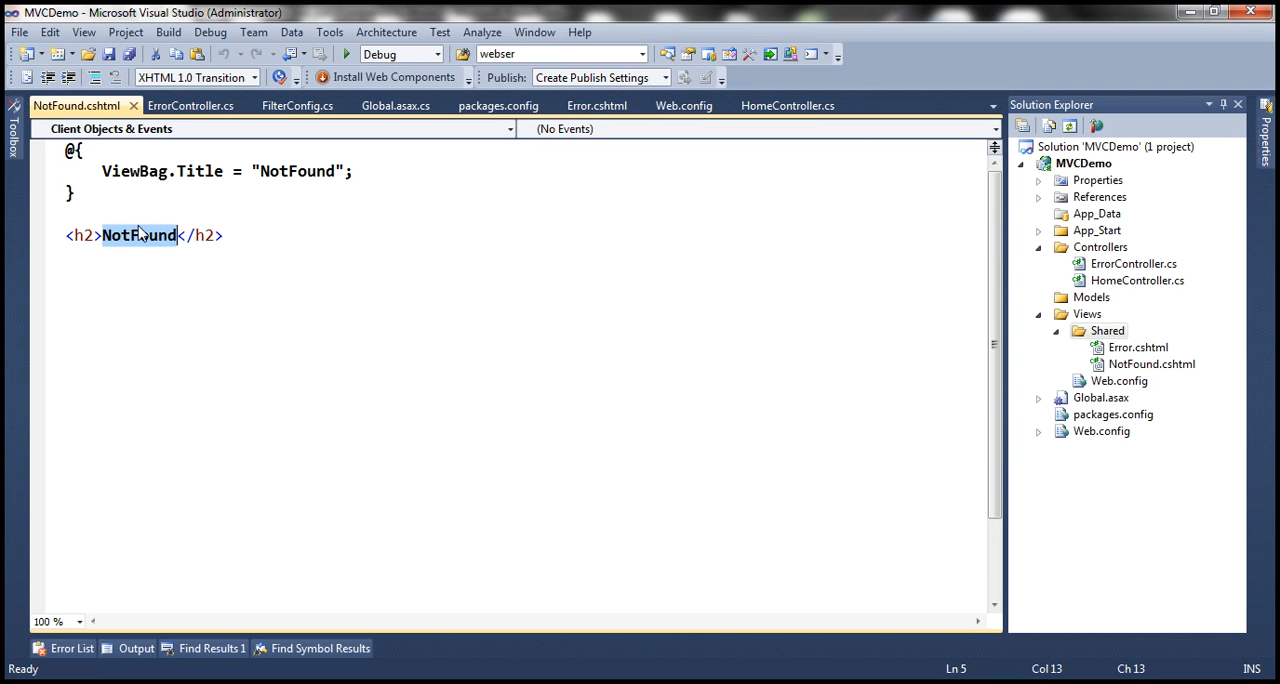 MVCDemo - Microsoft Visual Studio (Administrator)
File Edit View Project Build Debug Team Data Tools Architecture Test Analyze Window Help
Debug webser
XHTML 1.0 Transition Install Web Components Publish: Create Publish Settings
NotFound.cshtml ErrorController.cs FilterConfig.cs Global.asax.cs packages.config Error.cshtml Web.config HomeController.cs
Client Objects & Events (No Events)
@{
ViewBag.Title = "NotFound";
}
<h2>NotFound</h2>
100 %
Toolbox
Solution Explorer
Solution 'MVCDemo' (1 project)
MVCDemo
Properties
References
App_Data
App_Start
Controllers
ErrorController.cs
HomeController.cs
Models
Views
Shared
Error.cshtml
NotFound.cshtml
Web.config
Global.asax
packages.config
Web.config
Properties
Error List Output Find Results 1 Find Symbol Results
Ready Ln 5 Col 13 Ch 13 INS